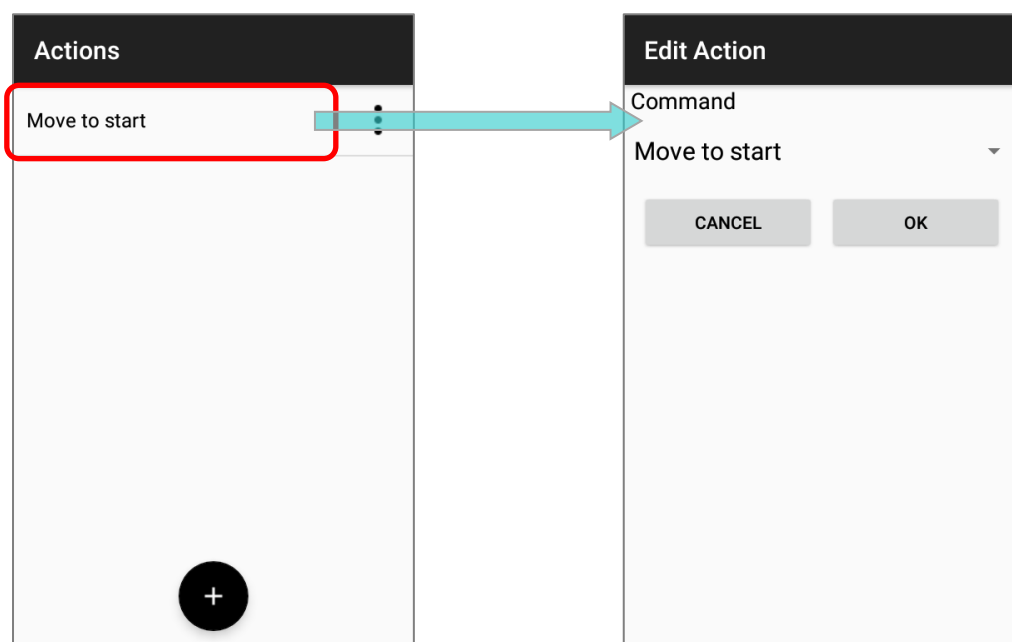 Actions
Move to start
+
Edit Action
Command
Move to start
CANCEL
OK